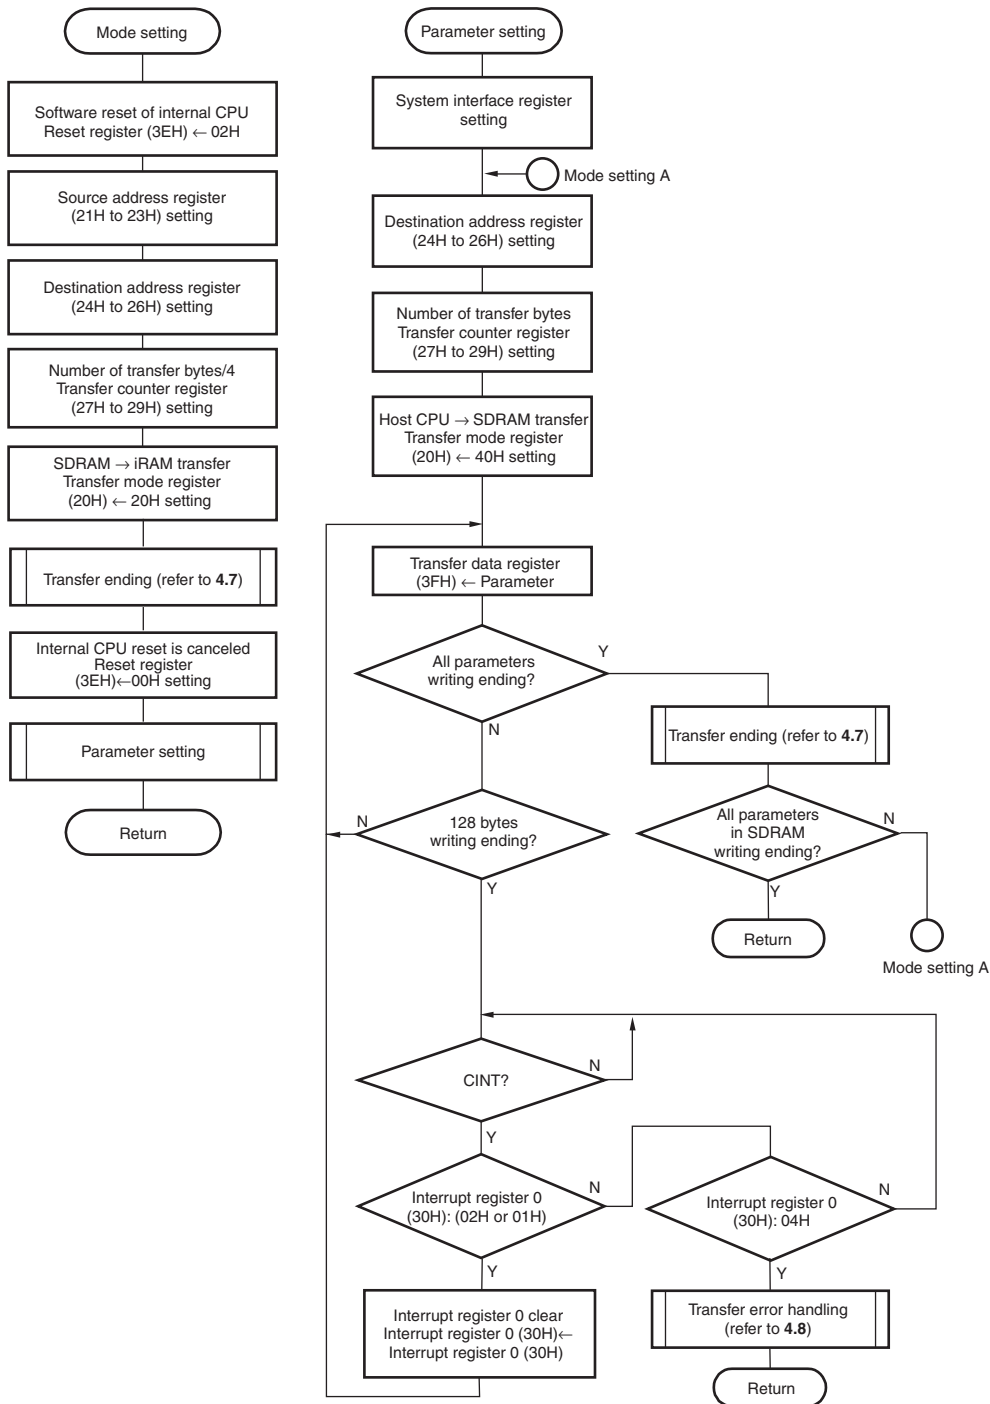 Mode setting
Software reset of internal CPU
Reset register (3EH) ← 02H
Source address register
(21H to 23H) setting
Destination address register
(24H to 26H) setting
Number of transfer bytes/4
Transfer counter register
(27H to 29H) setting
SDRAM → iRAM transfer
Transfer mode register
(20H) ← 20H setting
Transfer ending (refer to 4.7)
Internal CPU reset is canceled
Reset register
(3EH)←00H setting
Parameter setting
Return
Parameter setting
System interface register
setting
Mode setting A
Destination address register
(24H to 26H) setting
Number of transfer bytes
Transfer counter register
(27H to 29H) setting
Host CPU → SDRAM transfer
Transfer mode register
(20H) ← 40H setting
Transfer data register
(3FH) ← Parameter
All parameters
writing ending?
Y
N
Transfer ending (refer to 4.7)
All parameters
in SDRAM
writing ending?
N
Y
Return
Mode setting A
128 bytes
writing ending?
N
Y
CINT?
N
Y
Interrupt register 0
(30H): (02H or 01H)
N
Y
Interrupt register 0
(30H): 04H
N
Y
Interrupt register 0 clear
Interrupt register 0 (30H)←
Interrupt register 0 (30H)
Transfer error handling
(refer to 4.8)
Return